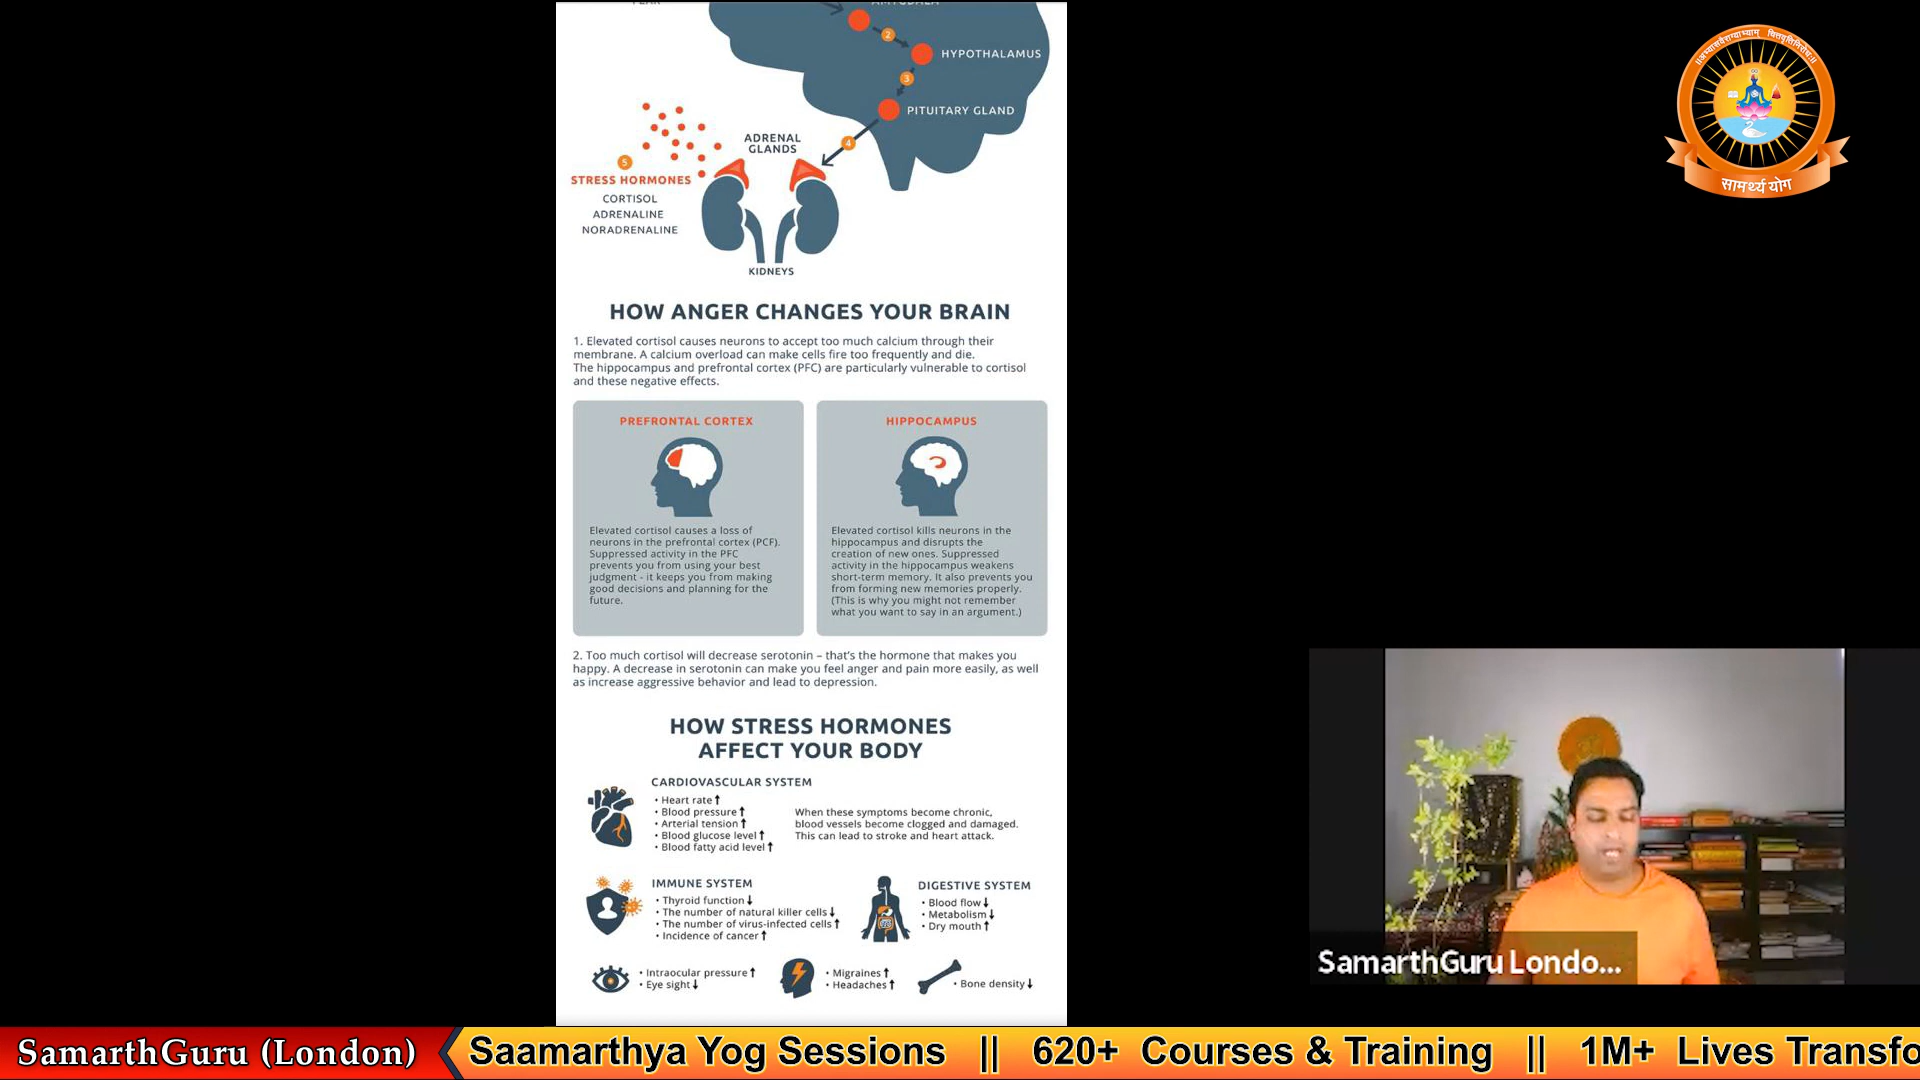 2
HYPOTHALAMUS
3
PITUITARY GLAND
ADRENAL
GLANDS
4
5
STRESS HORMONES
CORTISOL
ADRENALINE
NORADRENALINE
KIDNEYS
HOW ANGER CHANGES YOUR BRAIN
1. Elevated cortisol causes neurons to accept too much calcium through their
membrane. A calcium overload can make cells fire too frequently and die.
The hippocampus and prefrontal cortex (PFC) are particularly vulnerable to cortisol
and these negative effects.
PREFRONTAL CORTEX
Elevated cortisol causes a loss of
neurons in the prefrontal cortex (PCF).
Suppressed activity in the PFC
prevents you from using your best
judgment - it keeps you from making
good decisions and planning for the
future.
HIPPOCAMPUS
Elevated cortisol kills neurons in the
hippocampus and disrupts the
creation of new ones. Suppressed
activity in the hippocampus weakens
short-term memory. It also prevents you
from forming new memories properly.
(This is why you might not remember
what you want to say in an argument.)
2. Too much cortisol will decrease serotonin – that's the hormone that makes you
happy. A decrease in serotonin can make you feel anger and pain more easily, as well
as increase aggressive behavior and lead to depression.
HOW STRESS HORMONES
AFFECT YOUR BODY
CARDIOVASCULAR SYSTEM
• Heart rate ↑
• Blood pressure ↑
• Arterial tension ↑
• Blood glucose level ↑
• Blood fatty acid level ↑
When these symptoms become chronic,
blood vessels become clogged and damaged.
This can lead to stroke and heart attack.
IMMUNE SYSTEM
• Thyroid function ↓
• The number of natural killer cells ↓
• The number of virus-infected cells ↑
• Incidence of cancer ↑
DIGESTIVE SYSTEM
• Blood flow ↓
• Metabolism ↓
• Dry mouth ↑
• Intraocular pressure ↑
• Eye sight ↓
• Migraines ↑
• Headaches ↑
• Bone density ↓
सामर्थ्य योग
SamarthGuru Londo...
SamarthGuru (London)
Saamarthya Yog Sessions || 620+ Courses & Training || 1M+ Lives Transfo